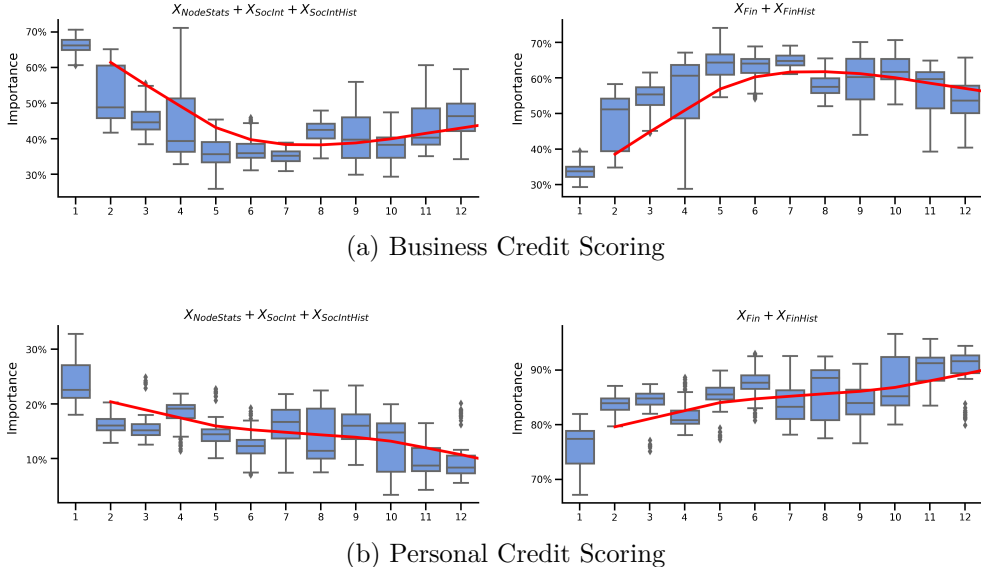 X_NodeStats + X_SocInt + X_SocIntHist
Importance
70%
60%
50%
40%
30%
1 2 3 4 5 6 7 8 9 10 11 12
X_Fin + X_FinHist
Importance
70%
60%
50%
40%
30%
1 2 3 4 5 6 7 8 9 10 11 12
(a) Business Credit Scoring
X_NodeStats + X_SocInt + X_SocIntHist
Importance
30%
20%
10%
1 2 3 4 5 6 7 8 9 10 11 12
X_Fin + X_FinHist
Importance
90%
80%
70%
1 2 3 4 5 6 7 8 9 10 11 12
(b) Personal Credit Scoring